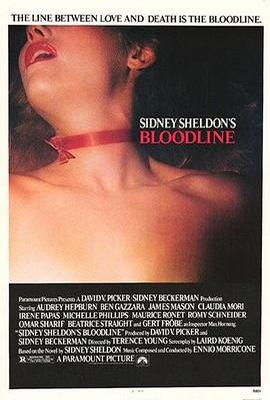 THE LINE BETWEEN LOVE AND DEATH IS THE BLOODLINE.
SIDNEY SHELDON'S
BLOODLINE
Paramount Pictures Presents A DAVID V. PICKER/SIDNEY BECKERMAN Production
Starring AUDREY HEPBURN BEN GAZZARA JAMES MASON CLAUDIA MORI
IRENE PAPAS MICHELLE PHILLIPS MAURICE RONET ROMY SCHNEIDER
OMAR SHARIF BEATRICE STRAIGHT and GERT FRÖBE as Inspector Max Hornung
"SIDNEY SHELDON'S BLOODLINE" Produced by DAVID V. PICKER and
SIDNEY BECKERMAN Directed by TERENCE YOUNG Screenplay by LAIRD KOENIG
Based on the Novel by SIDNEY SHELDON Music Composed and Conducted by ENNIO MORRICONE
R RESTRICTED A PARAMOUNT PICTURE